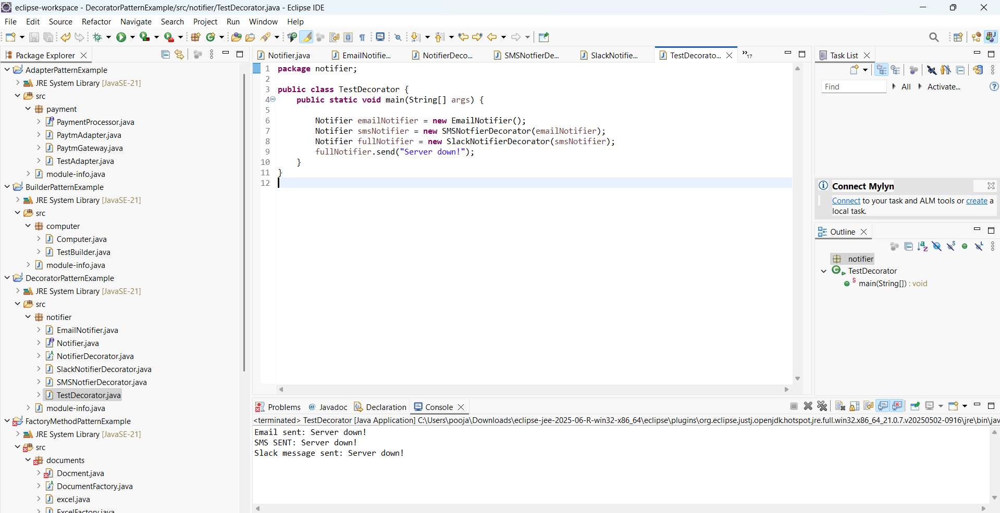 eclipse-workspace - DecoratorPatternExample/src/notifier/TestDecorator.java - Eclipse IDE
File Edit Source Refactor Navigate Search Project Run Window Help
Package Explorer
AdapterPatternExample
JRE System Library [JavaSE-21]
src
payment
PaymentProcessor.java
PaytmAdapter.java
PaytmGateway.java
TestAdapter.java
module-info.java
BuilderPatternExample
JRE System Library [JavaSE-21]
src
computer
Computer.java
TestBuilder.java
module-info.java
DecoratorPatternExample
JRE System Library [JavaSE-21]
src
notifier
EmailNotifier.java
Notifier.java
NotifierDecorator.java
SlackNotifierDecorator.java
SMSNotfierDecorator.java
TestDecorator.java
module-info.java
FactoryMethodPatternExample
JRE System Library [JavaSE-21]
src
documents
Docment.java
DocumentFactory.java
excel.java
ExcelFactory.java
Notifier.java EmailNotifie... NotifierDeco... SMSNotfierDe... SlackNotifie... TestDecorato... »17
1 package notifier;
2
3 public class TestDecorator {
4 public static void main(String[] args) {
5
6 Notifier emailNotifier = new EmailNotifier();
7 Notifier smsNotifier = new SMSNotfierDecorator(emailNotifier);
8 Notifier fullNotifier = new SlackNotifierDecorator(smsNotifier);
9 fullNotifier.send("Server down!");
10 }
11 }
12
Problems @ Javadoc Declaration Console
<terminated> TestDecorator [Java Application] C:\Users\pooja\Downloads\eclipse-jee-2025-06-R-win32-x86_64\eclipse\plugins\org.eclipse.justj.openjdk.hotspot.jre.full.win32.x86_64_21.0.7.v20250502-0916\jre\bin\jav
Email sent: Server down!
SMS SENT: Server down!
Slack message sent: Server down!
Task List
Find All Activate...
Connect Mylyn
Connect to your task and ALM tools or create a
local task.
Outline
notifier
TestDecorator
main(String[]) : void